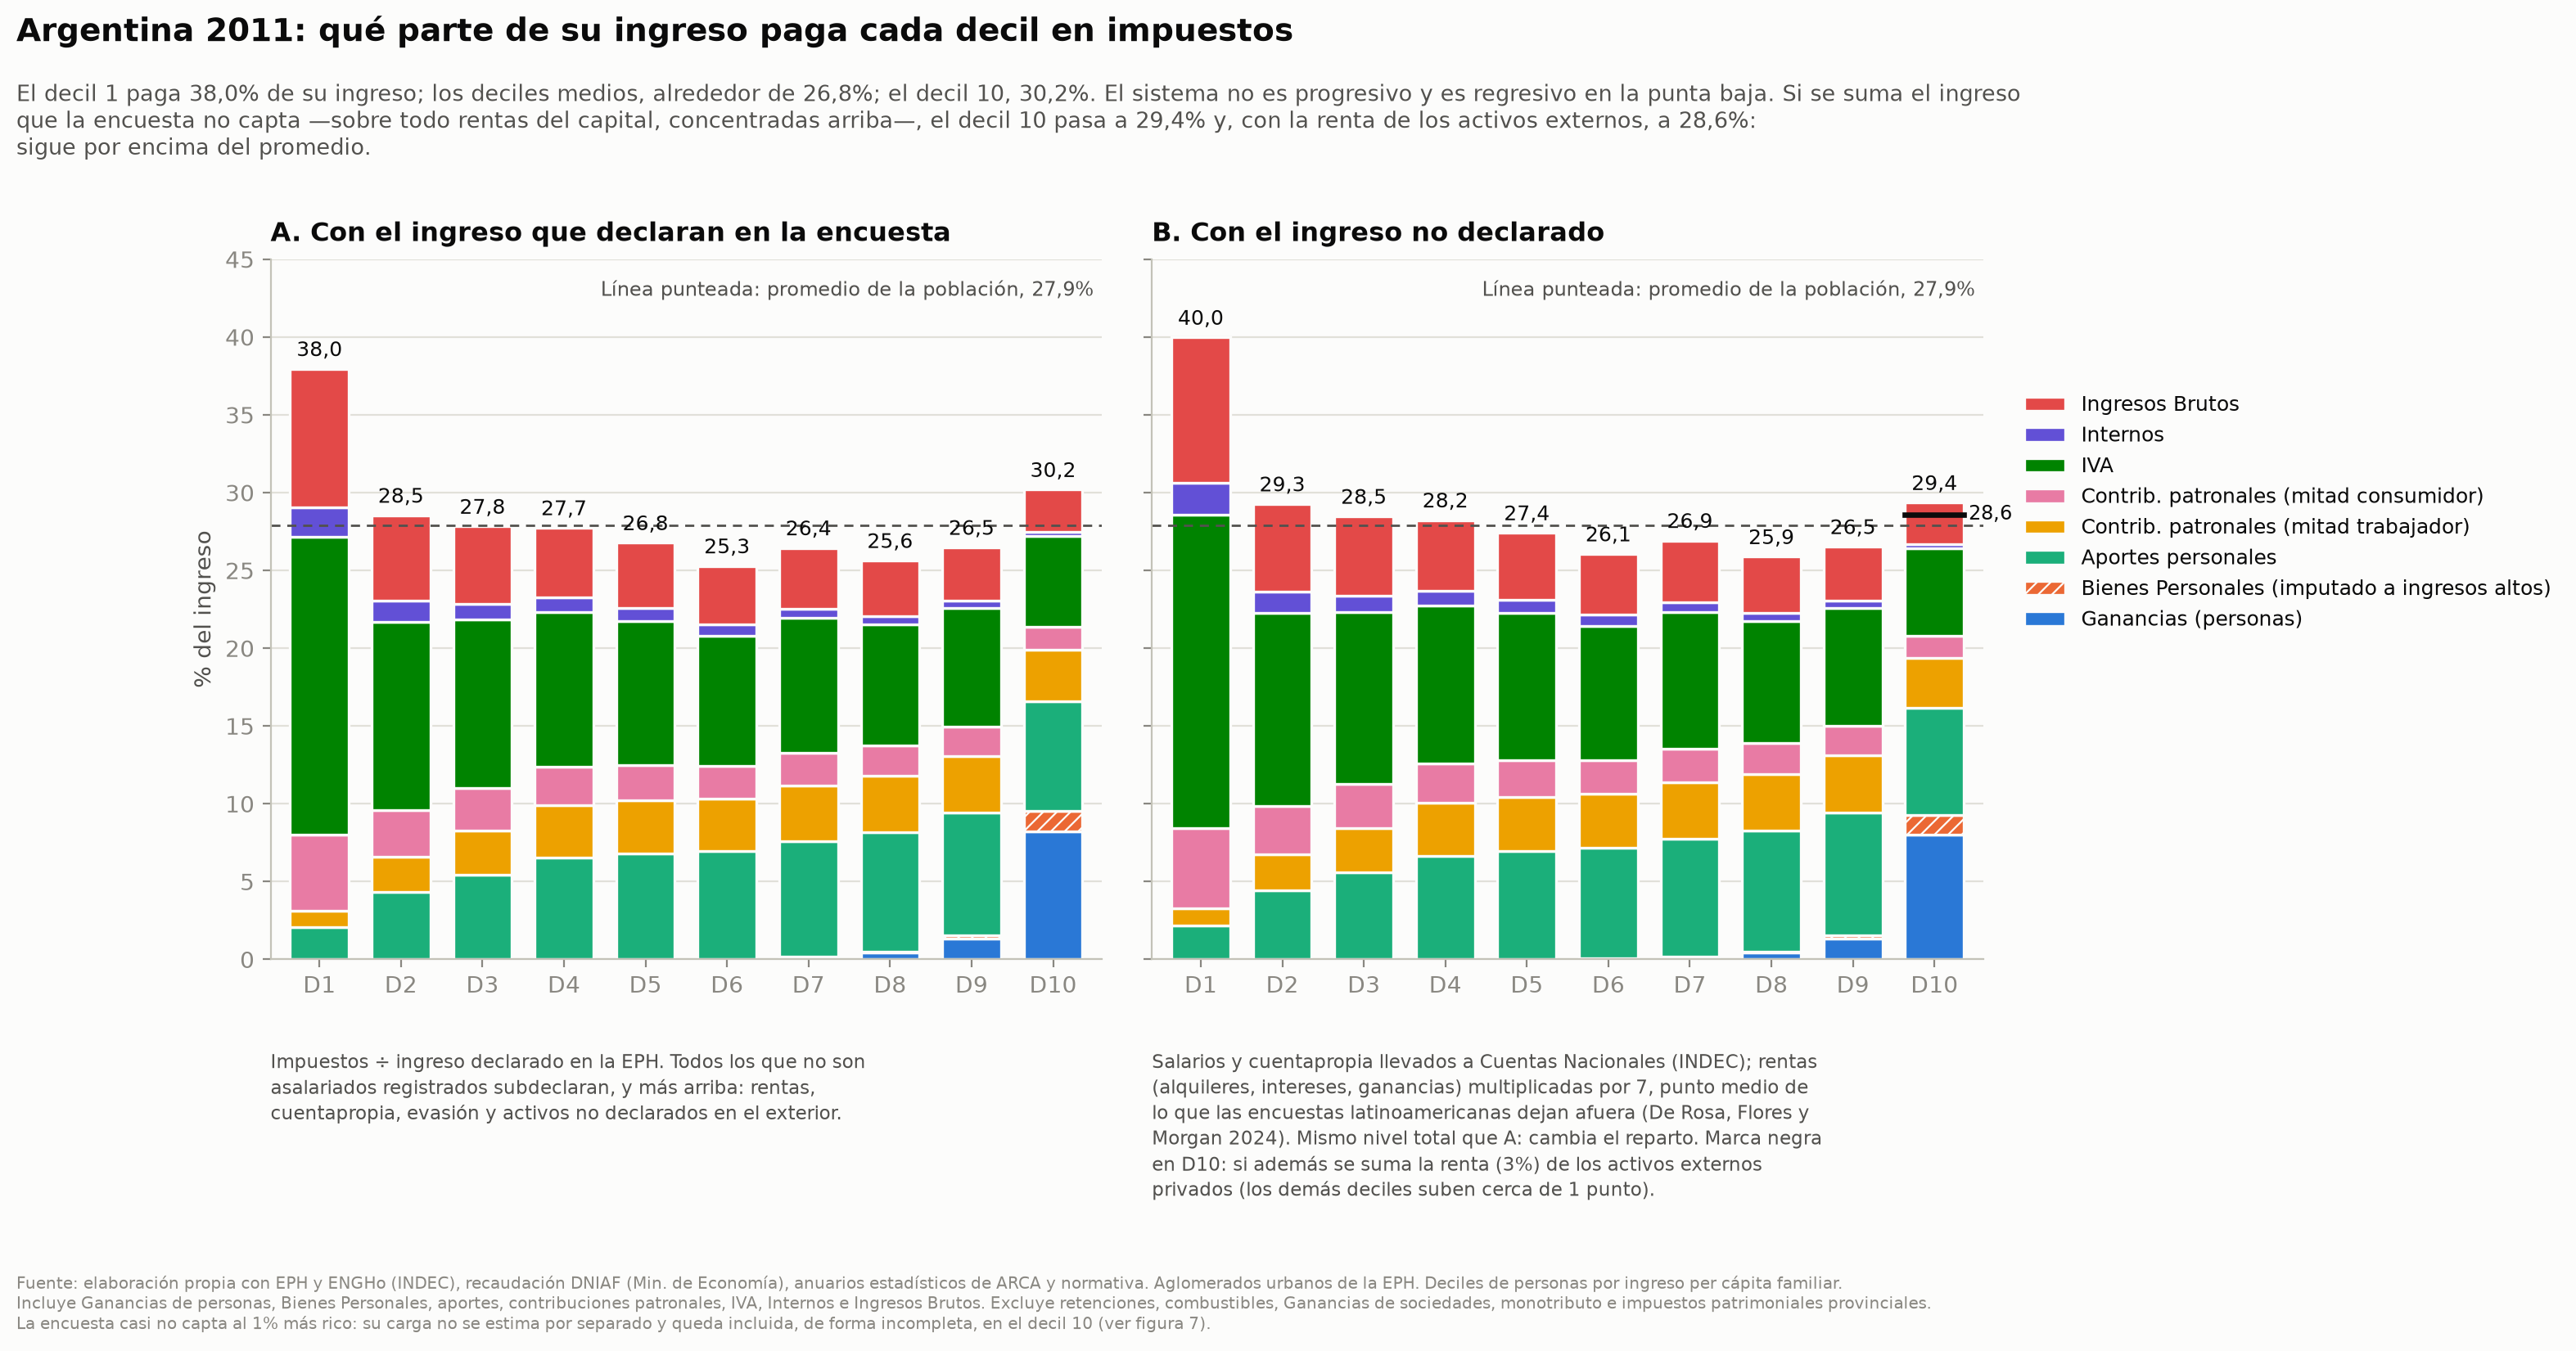 Argentina 2011: qué parte de su ingreso paga cada decil en impuestos
El decil 1 paga 38,0% de su ingreso; los deciles medios, alrededor de 26,8%; el decil 10, 30,2%. El sistema no es progresivo y es regresivo en la punta baja. Si se suma el ingreso
que la encuesta no capta —sobre todo rentas del capital, concentradas arriba—, el decil 10 pasa a 29,4% y, con la renta de los activos externos, a 28,6%:
sigue por encima del promedio.
A. Con el ingreso que declaran en la encuesta
Línea punteada: promedio de la población, 27,9%
% del ingreso
45
40
35
30
25
20
15
10
5
0
38,0
28,5
27,8
27,7
26,8
25,3
26,4
25,6
26,5
30,2
D1 D2 D3 D4 D5 D6 D7 D8 D9 D10
Impuestos ÷ ingreso declarado en la EPH. Todos los que no son
asalariados registrados subdeclaran, y más arriba: rentas,
cuentapropia, evasión y activos no declarados en el exterior.
B. Con el ingreso no declarado
Línea punteada: promedio de la población, 27,9%
40,0
29,3
28,5
28,2
27,4
26,1
26,9
25,9
26,5
29,4
28,6
D1 D2 D3 D4 D5 D6 D7 D8 D9 D10
Salarios y cuentapropia llevados a Cuentas Nacionales (INDEC); rentas
(alquileres, intereses, ganancias) multiplicadas por 7, punto medio de
lo que las encuestas latinoamericanas dejan afuera (De Rosa, Flores y
Morgan 2024). Mismo nivel total que A: cambia el reparto. Marca negra
en D10: si además se suma la renta (3%) de los activos externos
privados (los demás deciles suben cerca de 1 punto).
Ingresos Brutos
Internos
IVA
Contrib. patronales (mitad consumidor)
Contrib. patronales (mitad trabajador)
Aportes personales
Bienes Personales (imputado a ingresos altos)
Ganancias (personas)
Fuente: elaboración propia con EPH y ENGHo (INDEC), recaudación DNIAF (Min. de Economía), anuarios estadísticos de ARCA y normativa. Aglomerados urbanos de la EPH. Deciles de personas por ingreso per cápita familiar.
Incluye Ganancias de personas, Bienes Personales, aportes, contribuciones patronales, IVA, Internos e Ingresos Brutos. Excluye retenciones, combustibles, Ganancias de sociedades, monotributo e impuestos patrimoniales provinciales.
La encuesta casi no capta al 1% más rico: su carga no se estima por separado y queda incluida, de forma incompleta, en el decil 10 (ver figura 7).